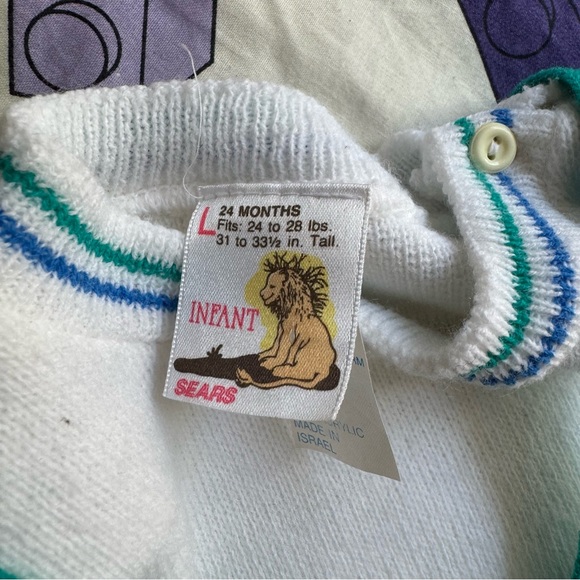 L 24 MONTHS
Fits: 24 to 28 lbs.
31 to 33½ in. Tall.
INFANT
SEARS
MADE IN
ISRAEL